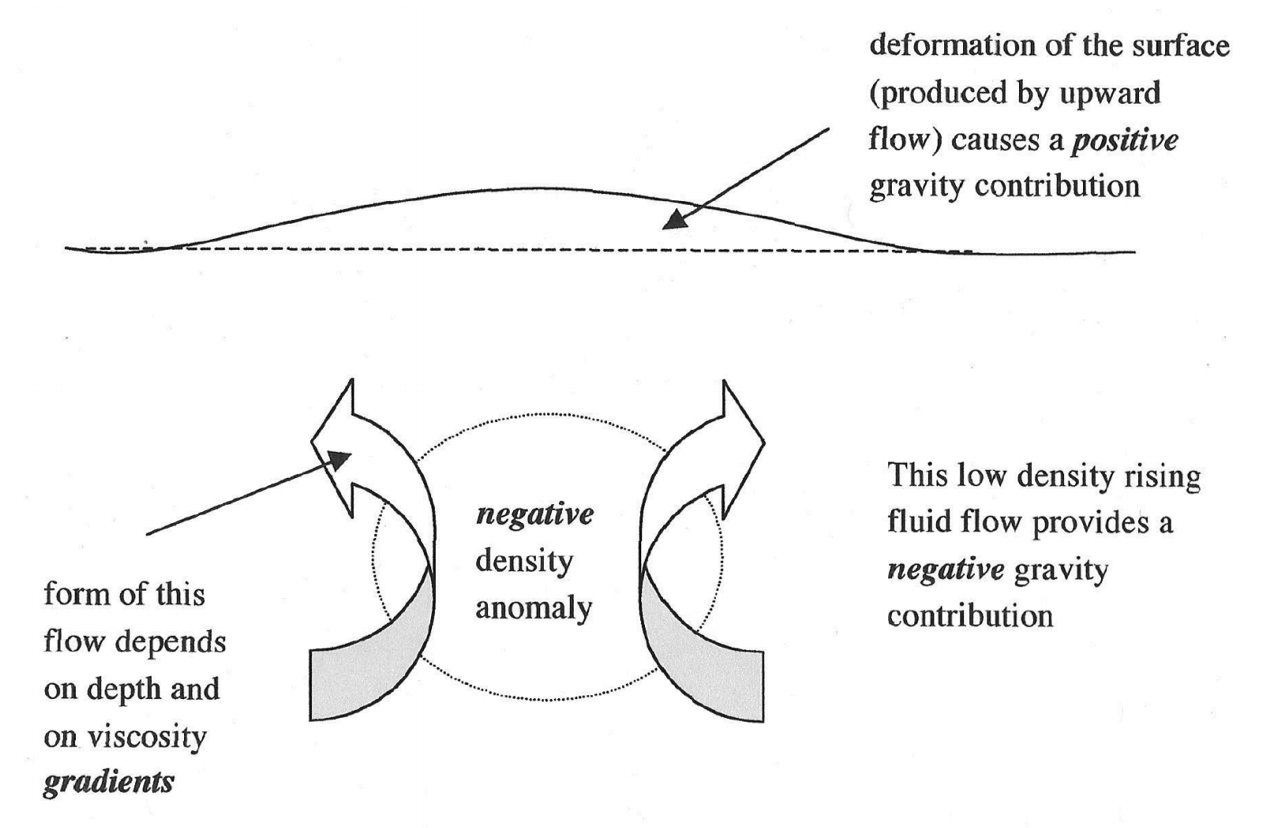 deformation of the surface
(produced by upward
flow) causes a positive
gravity contribution
negative
density
anomaly
This low density rising
fluid flow provides a
negative gravity
contribution
form of this
flow depends
on depth and
on viscosity
gradients